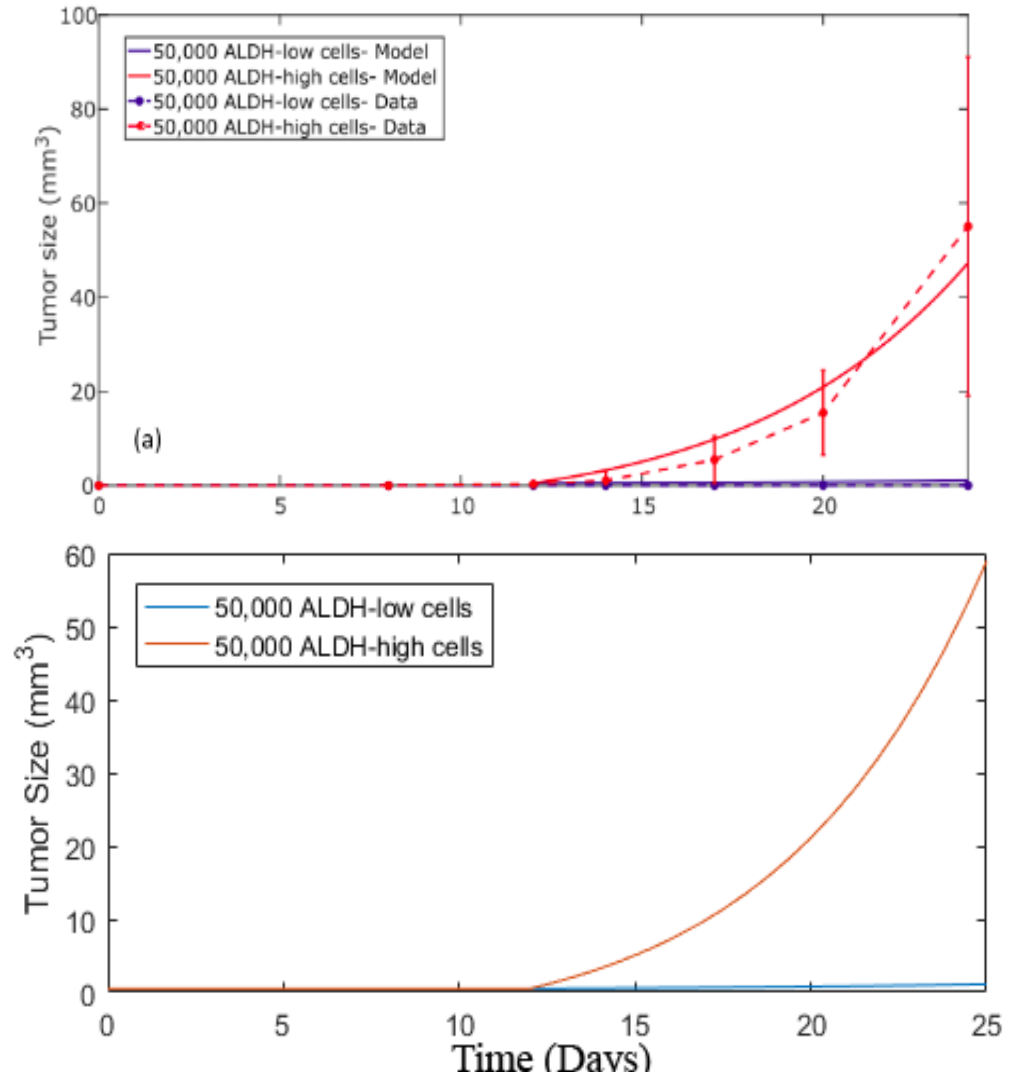 100
50,000 ALDH-low cells- Model
50,000 ALDH-high cells- Model
50,000 ALDH-low cells- Data
50,000 ALDH-high cells- Data
80
60
40
20
0
Tumor size (mm³)
(a)
0 5 10 15 20
60
50
40
30
20
10
0
50,000 ALDH-low cells
50,000 ALDH-high cells
Tumor Size (mm³)
0 5 10 15 20 25
Time (Days)